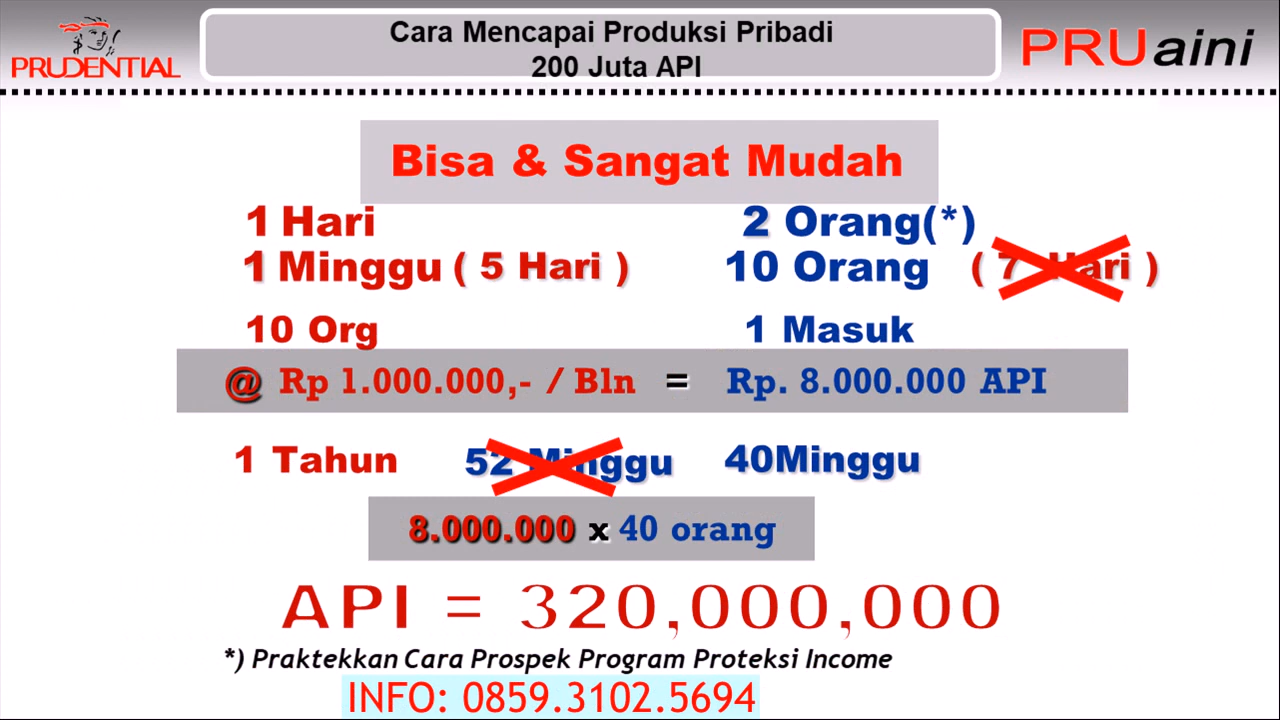 Cara Mencapai Produksi Pribadi
200 Juta API
PRUDENTIAL
PRUaini
Bisa & Sangat Mudah
1 Hari 2 Orang(*)
1 Minggu ( 5 Hari ) 10 Orang ( 7 Hari )
10 Org 1 Masuk
@ Rp 1.000.000,- / Bln = Rp. 8.000.000 API
1 Tahun 52 Minggu 40Minggu
8.000.000 x 40 orang
API = 320,000,000
*) Praktekkan Cara Prospek Program Proteksi Income
INFO: 0859.3102.5694